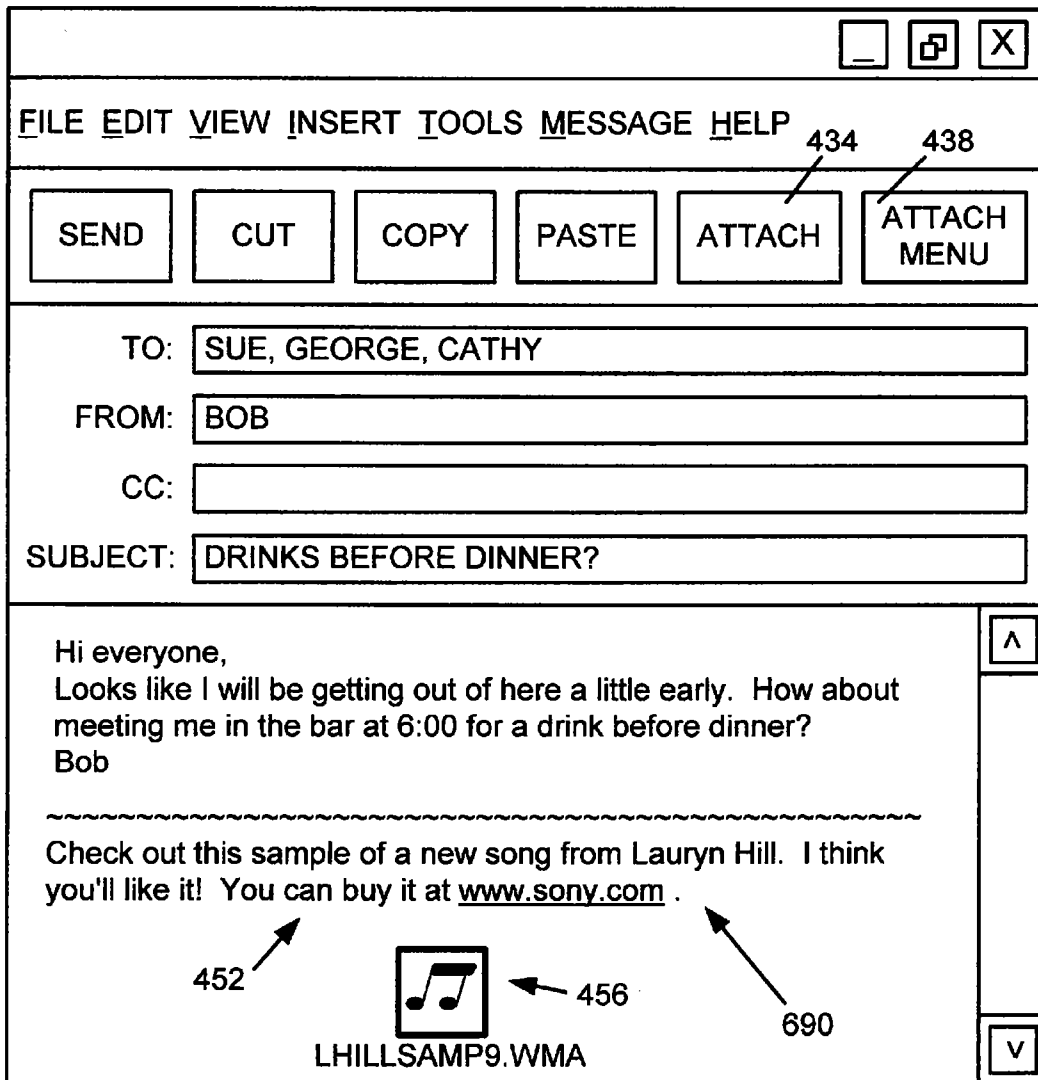 _ X
FILE EDIT VIEW INSERT TOOLS MESSAGE HELP
434 438
SEND CUT COPY PASTE ATTACH ATTACH MENU
TO: SUE, GEORGE, CATHY
FROM: BOB
CC:
SUBJECT: DRINKS BEFORE DINNER?
Hi everyone,
Looks like I will be getting out of here a little early. How about
meeting me in the bar at 6:00 for a drink before dinner?
Bob
~~~~~~~~~~~~~~~~~~~~~~~~~~~~~~~~~~~~~~~~~~~~~~~~~
Check out this sample of a new song from Lauryn Hill. I think
you'll like it! You can buy it at www.sony.com .
452 456 690
LHILLSAMP9.WMA